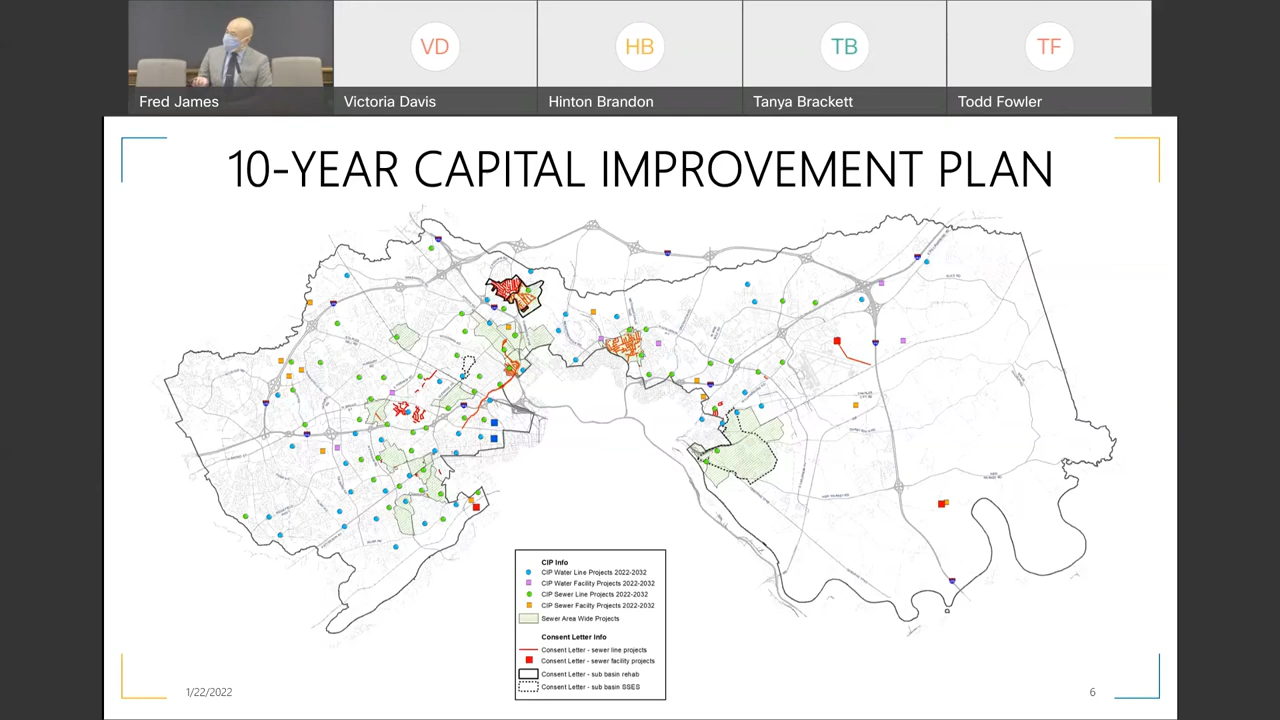 VD
HB
TB
TF
Fred James
Victoria Davis
Hinton Brandon
Tanya Brackett
Todd Fowler
10-YEAR CAPITAL IMPROVEMENT PLAN
CIP Info
CIP Water Line Projects 2022-2032
CIP Water Facility Projects 2022-2032
CIP Sewer Line Projects 2022-2032
CIP Sewer Facilty Projects 2022-2032
Sewer Area Wide Projects
Consent Letter Info
Consent Letter - sewer line projects
Consent Letter - sewer facility projects
Consent Letter - sub basin rehab
Consent Letter - sub basin SSES
1/22/2022
6